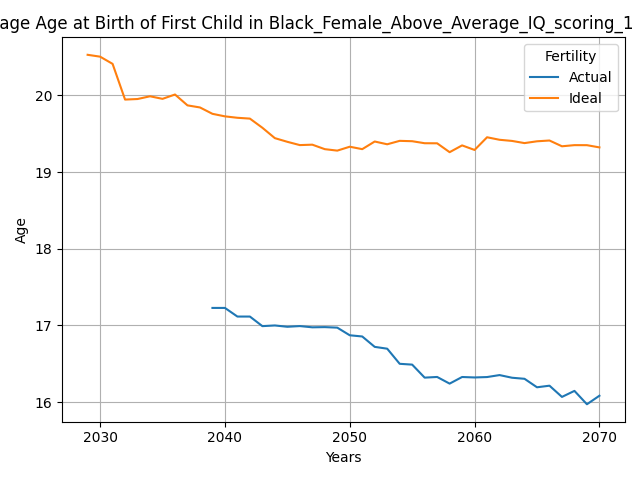 age Age at Birth of First Child in Black_Female_Above_Average_IQ_scoring_1
Fertility
Actual
Ideal
20
19
18
17
16
Age
2030
2040
2050
2060
2070
Years